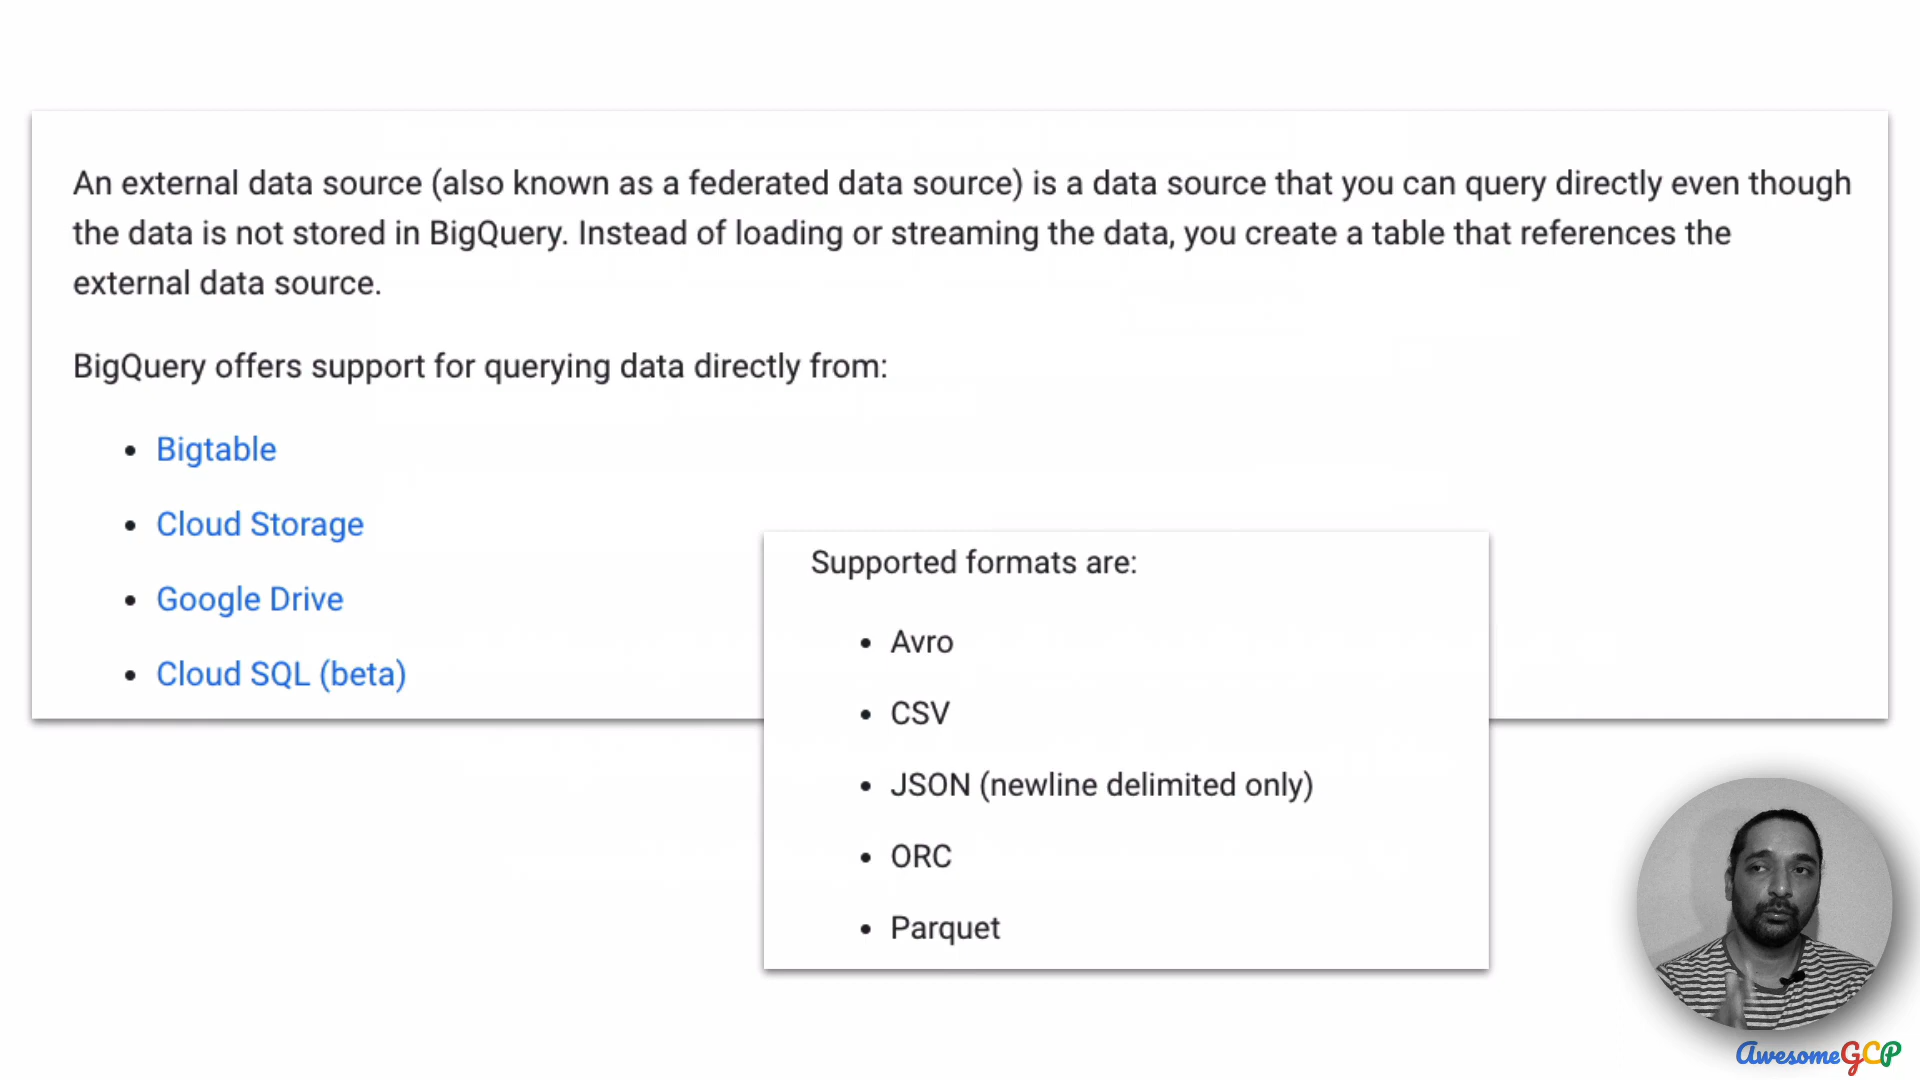 An external data source (also known as a federated data source) is a data source that you can query directly even though
the data is not stored in BigQuery. Instead of loading or streaming the data, you create a table that references the
external data source.
BigQuery offers support for querying data directly from:
• Bigtable
• Cloud Storage
• Google Drive
• Cloud SQL (beta)
Supported formats are:
• Avro
• CSV
• JSON (newline delimited only)
• ORC
• Parquet
AwesomeGCP